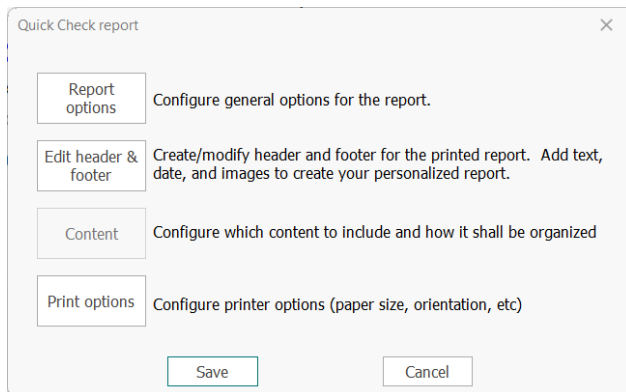 Quick Check report
Report
options
Configure general options for the report.
Edit header &
footer
Create/modify header and footer for the printed report.  Add text,
date, and images to create your personalized report.
Content
Configure which content to include and how it shall be organized
Print options
Configure printer options (paper size, orientation, etc)
Save
Cancel